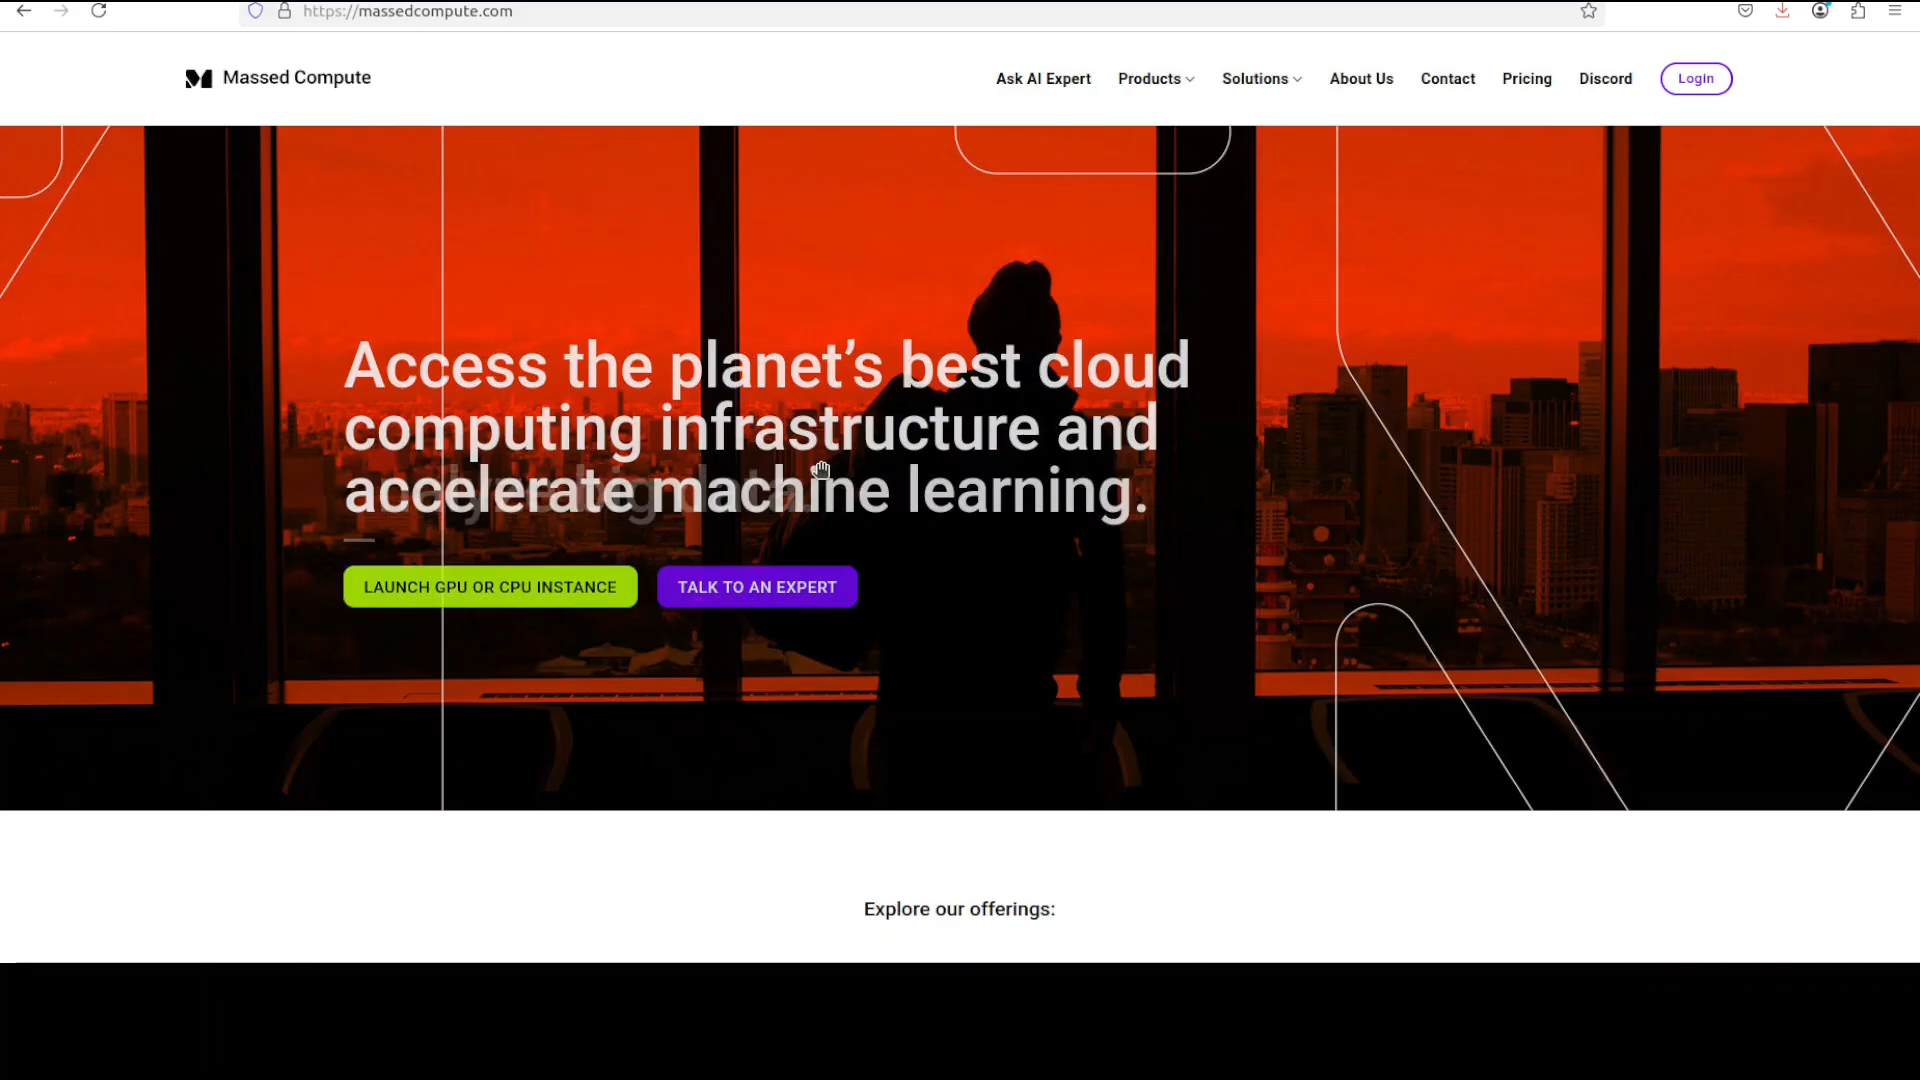 https://massedcompute.com
Massed Compute
Ask AI Expert
Products
Solutions
About Us
Contact
Pricing
Discord
Login
Access the planet’s best cloud
computing infrastructure and
accelerate machine learning.
LAUNCH GPU OR CPU INSTANCE
TALK TO AN EXPERT
Explore our offerings: